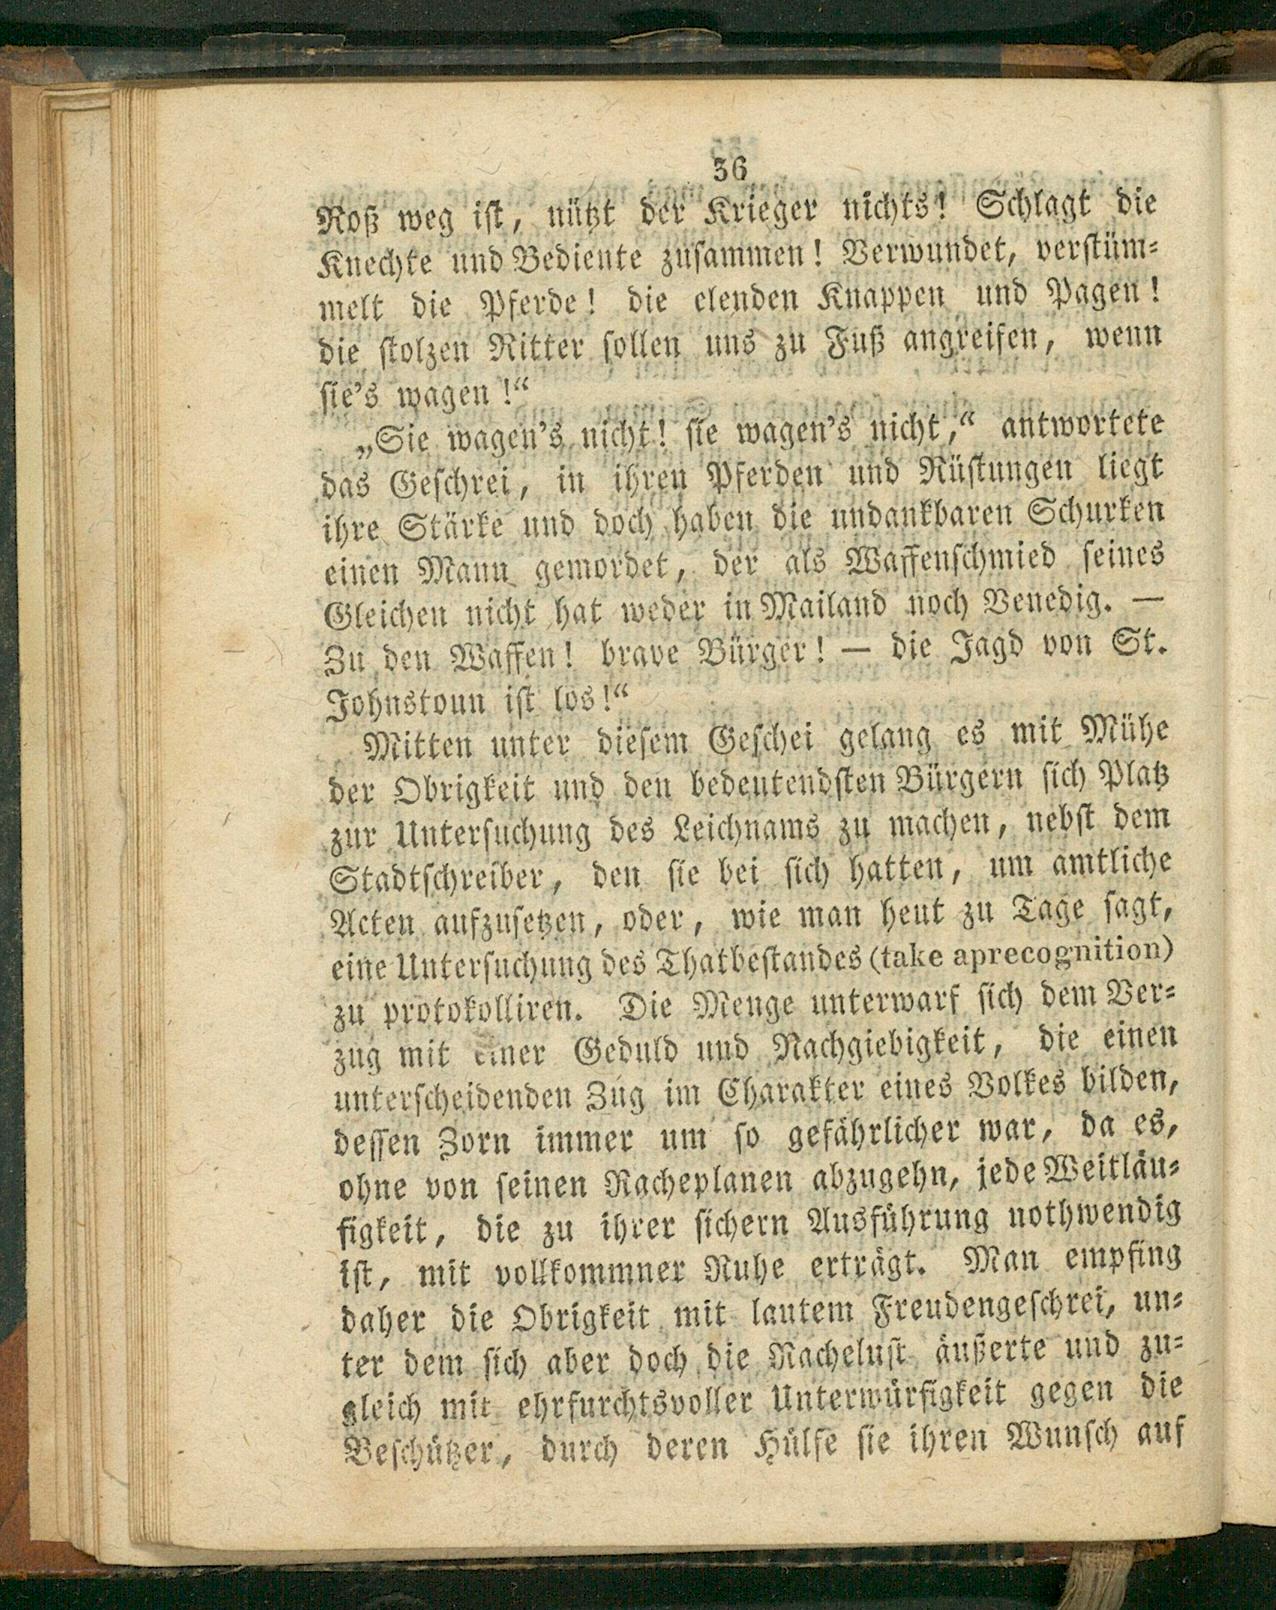 36
Roß weg ist, nützt der Krieger nichts! Schlagt die
Knechte und Bediente zusammen! Verwundet, verstüm-
melt die Pferde! die elenden Knappen und Pagen!
die stolzen Ritter sollen uns zu Fuß angreifen, wenn
sie's wagen!“
„Sie wagen's nicht! sie wagen's nicht,“ antwortete
das Geschrei, in ihren Pferden und Rüstungen liegt
ihre Stärke und doch haben die undankbaren Schurken
einen Mann gemordet, der als Waffenschmied seines
Gleichen nicht hat weder in Mailand noch Venedig. —
Zu den Waffen! brave Bürger! — die Jagd von St.
Johnstoun ist los!“
Mitten unter diesem Geschei gelang es mit Mühe
der Obrigkeit und den bedeutendsten Bürgern sich Platz
zur Untersuchung des Leichnams zu machen, nebst dem
Stadtschreiber, den sie bei sich hatten, um amtliche
Acten aufzusetzen, oder, wie man heut zu Tage sagt,
eine Untersuchung des Thatbestandes (take aprecognition)
zu protokolliren. Die Menge unterwarf sich dem Ver-
zug mit einer Geduld und Nachgiebigkeit, die einen
unterscheidenden Zug im Charakter eines Volkes bilden,
dessen Zorn immer um so gefährlicher war, da es,
ohne von seinen Racheplanen abzugehn, jede Weitläu-
figkeit, die zu ihrer sichern Ausführung nothwendig
ist, mit vollkommner Ruhe erträgt. Man empfing
daher die Obrigkeit mit lautem Freudengeschrei, un-
ter dem sich aber doch die Rachelust äußerte und zu-
gleich mit ehrfurchtsvoller Unterwürfigkeit gegen die
Beschützer, durch deren Hülfe sie ihren Wunsch auf